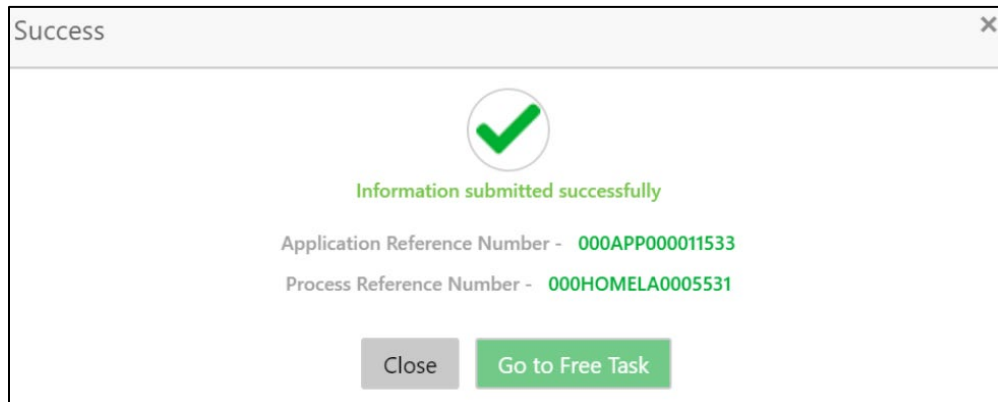 Success
Information submitted successfully
Application Reference Number - 000APP000011533
Process Reference Number - 000HOMELA0005531
Close Go to Free Task